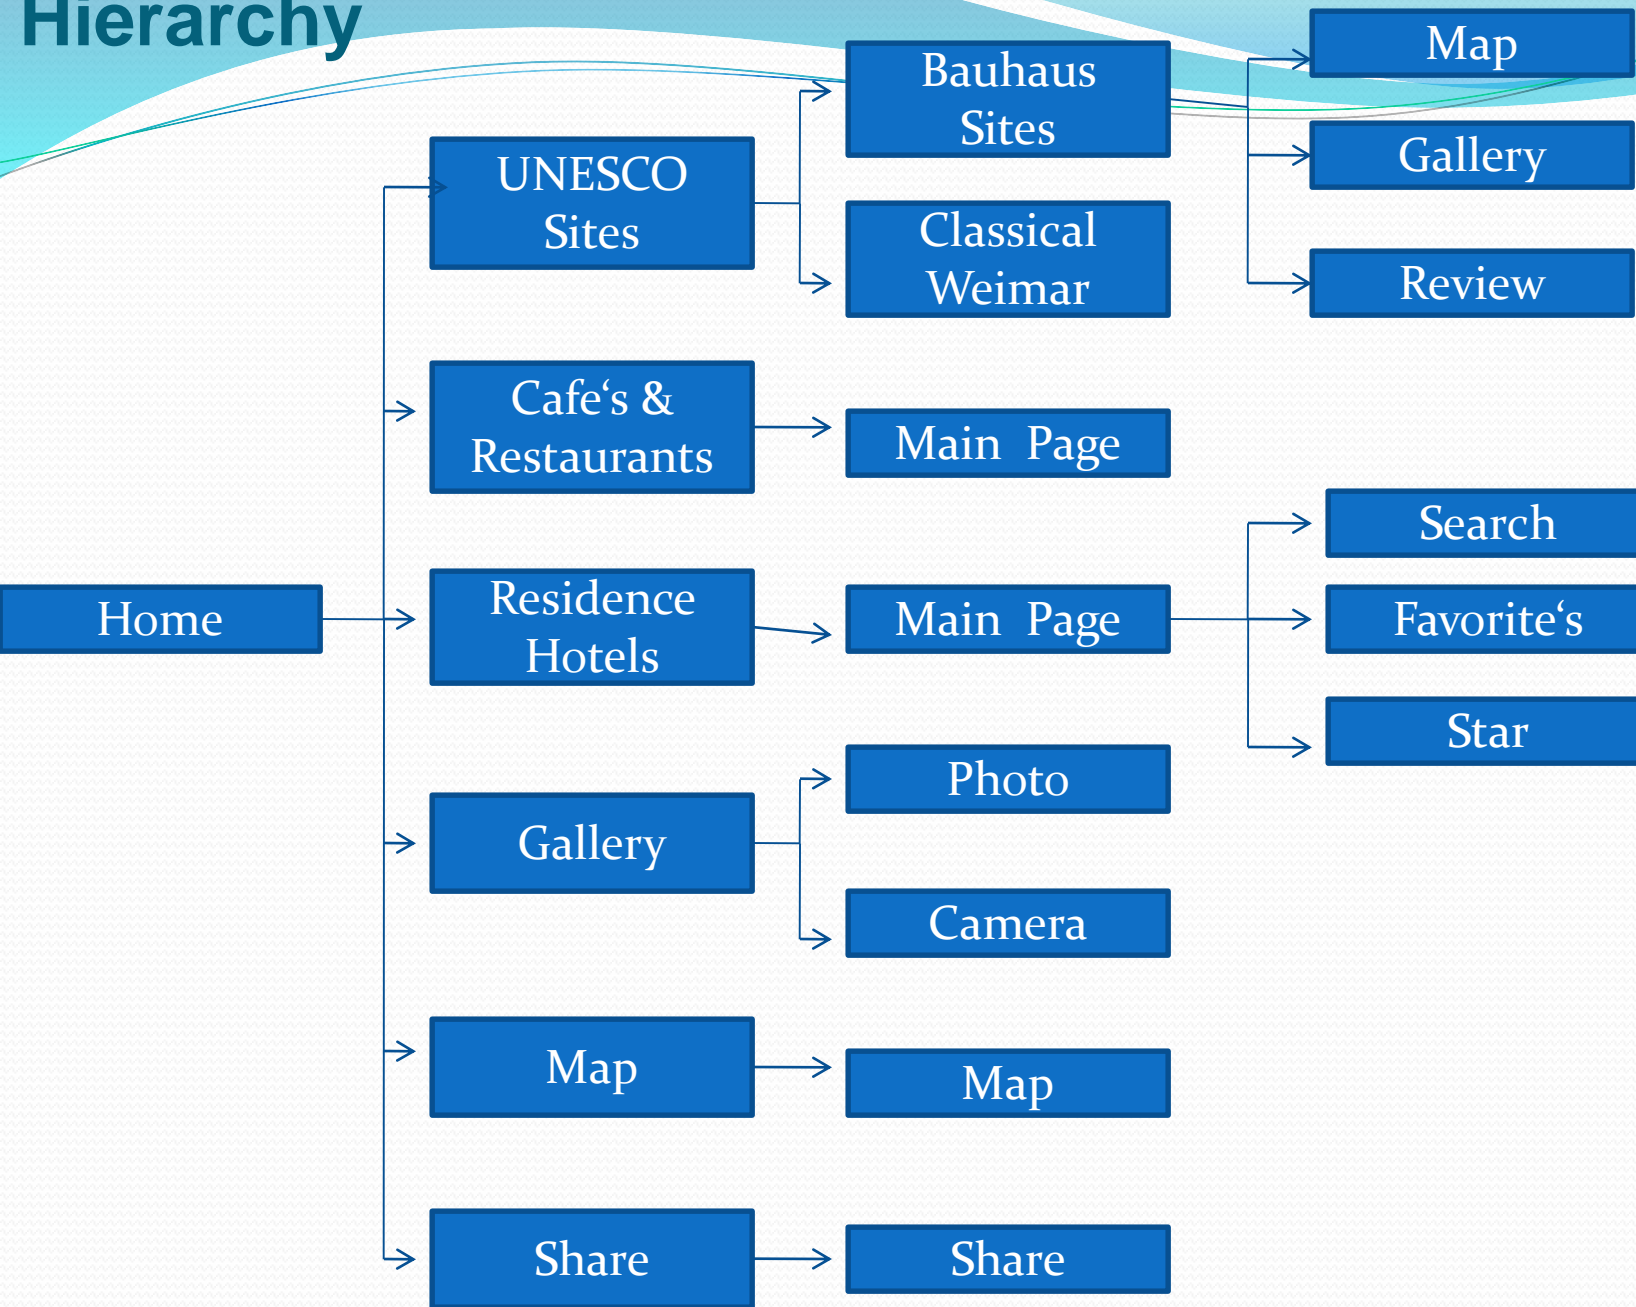 Hierarchy
Home
UNESCO
Sites
Cafe‘s &
Restaurants
Residence
Hotels
Gallery
Map
Share
Bauhaus
Sites
Classical
Weimar
Main Page
Main Page
Photo
Camera
Map
Share
Map
Gallery
Review
Search
Favorite‘s
Star